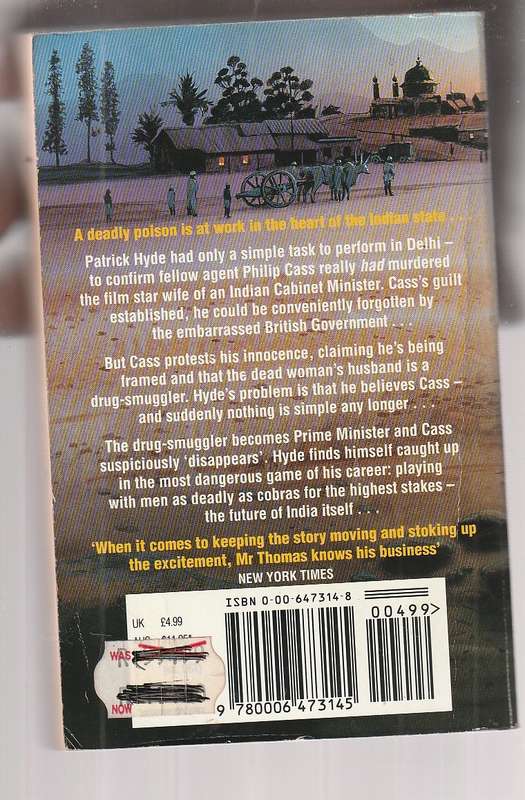 A deadly poison is at work in the heart of the Indian state . . .
Patrick Hyde had only a simple task to perform in Delhi –
to confirm fellow agent Philip Cass really had murdered
the film star wife of an Indian Cabinet Minister. Cass's guilt
established, he could be conveniently forgotten by
the embarrassed British Government . . .
But Cass protests his innocence, claiming he's being
framed and that the dead woman's husband is a
drug-smuggler. Hyde's problem is that he believes Cass –
and suddenly nothing is simple any longer . . .
The drug-smuggler becomes Prime Minister and Cass
suspiciously 'disappears'. Hyde finds himself caught up
in the most dangerous game of his career: playing
with men as deadly as cobras for the highest stakes –
the future of India itself . . .
'When it comes to keeping the story moving and stoking up
the excitement, Mr Thomas knows his business'
NEW YORK TIMES
ISBN 0-00-647314-8
00499>
UK £4.99
WAS
NOW
9 780006 473145